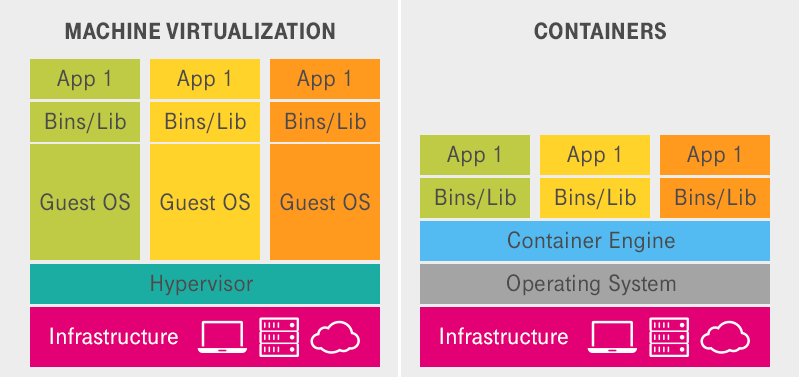 MACHINE VIRTUALIZATION
App 1 App 1 App 1
Bins/Lib Bins/Lib Bins/Lib
Guest OS Guest OS Guest OS
Hypervisor
Infrastructure
CONTAINERS
App 1 App 1 App 1
Bins/Lib Bins/Lib Bins/Lib
Container Engine
Operating System
Infrastructure